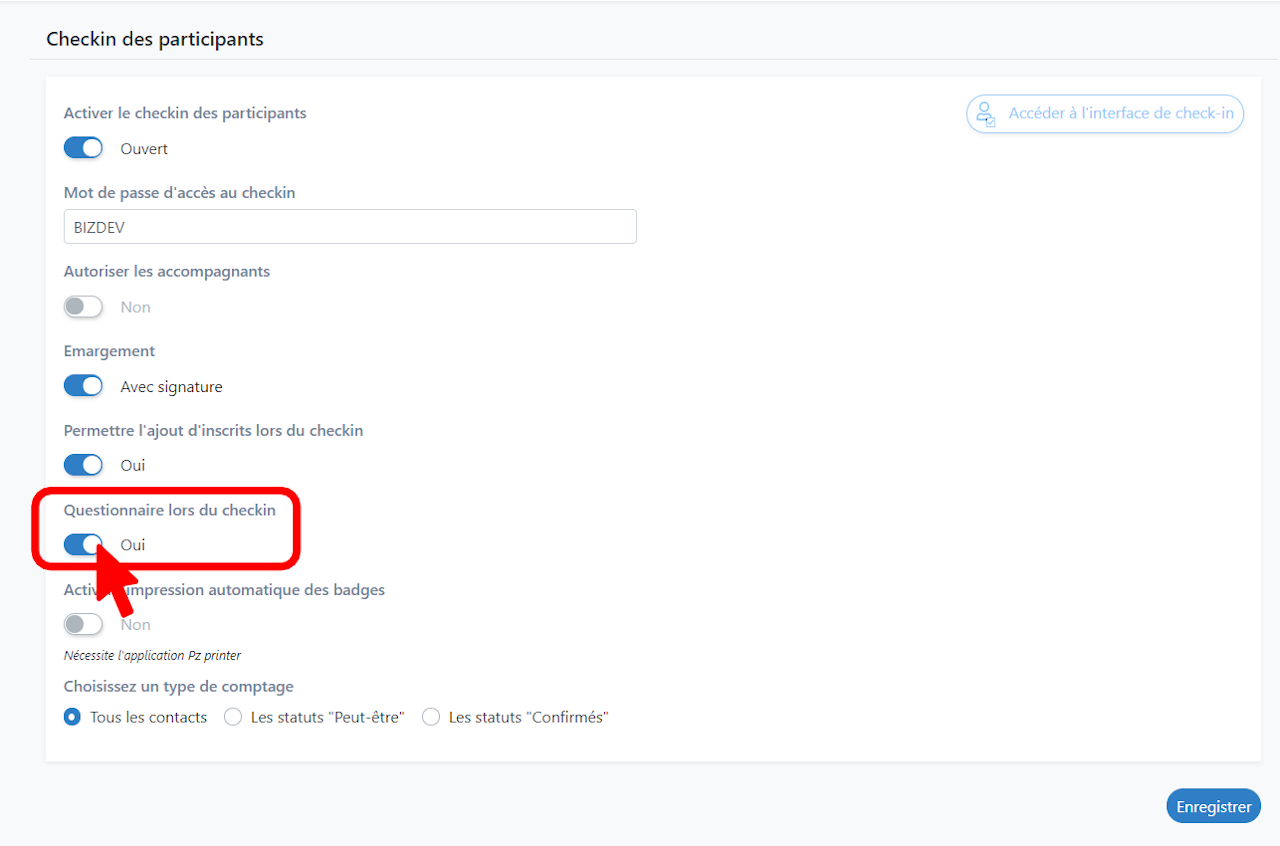 Checkin des participants
Activer le checkin des participants
Accéder à l'interface de check-in
Ouvert
Mot de passe d'accès au checkin
BIZDEV
Autoriser les accompagnants
Non
Emargement
Avec signature
Permettre l'ajout d'inscrits lors du checkin
Oui
Questionnaire lors du checkin
Oui
impression automatique des badges
Non
Nécessite l'application Pz printer
Choisissez un type de comptage
Tous les contacts Les statuts "Peut-être" Les statuts "Confirmés"
Enregistrer